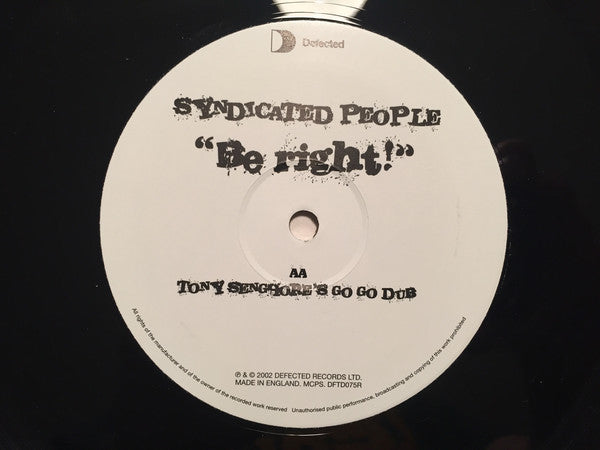 Defected
SYNDICATED PEOPLE
"Be right!"
AA
TONY SENGHORE'S GO GO DUB
℗ & © 2002 DEFECTED RECORDS LTD.
MADE IN ENGLAND. MCPS. DFTD075R
All rights of the manufacturer and of the owner of the recorded work reserved Unauthorised public performance, broadcasting and copying of this work prohibited